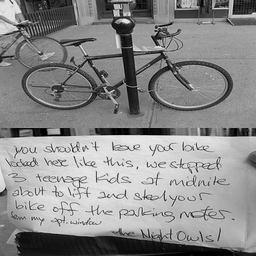 you shouldn't leave your bike
locked here like this, we stopped
3 teenage kids at midnite
about to lift and steal your
bike off the parking meter.
from my apt. window
the Night Owls!